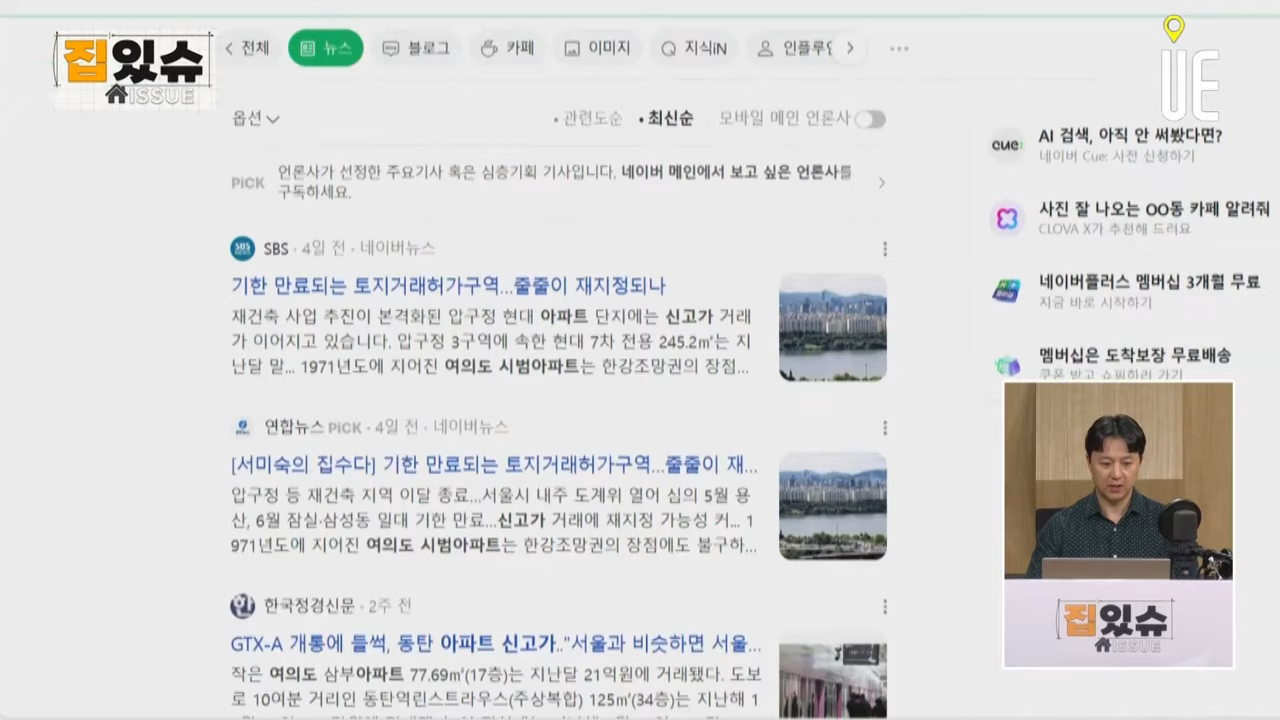 집있슈
ISSUE
전체
뉴스
블로그
카페
이미지
지식iN
UE
옵션
• 관련도순
• 최신순
모바일 메인 언론사
PiCK
언론사가 선정한 주요기사 혹은 심층기획 기사입니다. 네이버 메인에서 보고 싶은 언론사를
구독하세요.
SBS · 4일 전 · 네이버뉴스
기한 만료되는 토지거래허가구역...줄줄이 재지정되나
재건축 사업 추진이 본격화된 압구정 현대 아파트 단지에는 신고가 거래
가 이어지고 있습니다. 압구정 3구역에 속한 현대 7차 전용 245.2㎡는 지
난달 말... 1971년도에 지어진 여의도 시범아파트는 한강조망권의 장점...
연합뉴스 PiCK · 4일 전 · 네이버뉴스
[서미숙의 집수다] 기한 만료되는 토지거래허가구역...줄줄이 재...
압구정 등 재건축 지역 이달 종료...서울시 내주 도계위 열어 심의 5월 용
산, 6월 잠실·삼성동 일대 기한 만료...신고가 거래에 재지정 가능성 커... 1
971년도에 지어진 여의도 시범아파트는 한강조망권의 장점에도 불구하...
한국정경신문 · 2주 전
GTX-A 개통에 들썩, 동탄 아파트 신고가.."서울과 비슷하면 서울...
작은 여의도 삼부아파트 77.69㎡(17층)는 지난달 21억원에 거래됐다. 도보
로 10여분 거리인 동탄역린스트라우스(주상복합) 125㎡(34층)는 지난해 1
cue:
AI 검색, 아직 안 써봤다면?
네이버 Cue: 사전 신청하기
사진 잘 나오는 OO동 카페 알려줘
CLOVA X가 추천해 드려요
네이버플러스 멤버십 3개월 무료
지금 바로 시작하기
멤버십은 도착보장 무료배송
쿠폰 받고 쇼핑하러 가기
집있슈
ISSUE